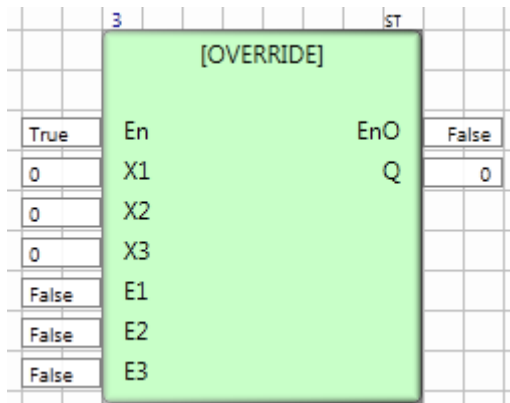 3 ST
[OVERRIDE]
True En EnO False
0 X1 Q 0
0 X2
0 X3
False E1
False E2
False E3